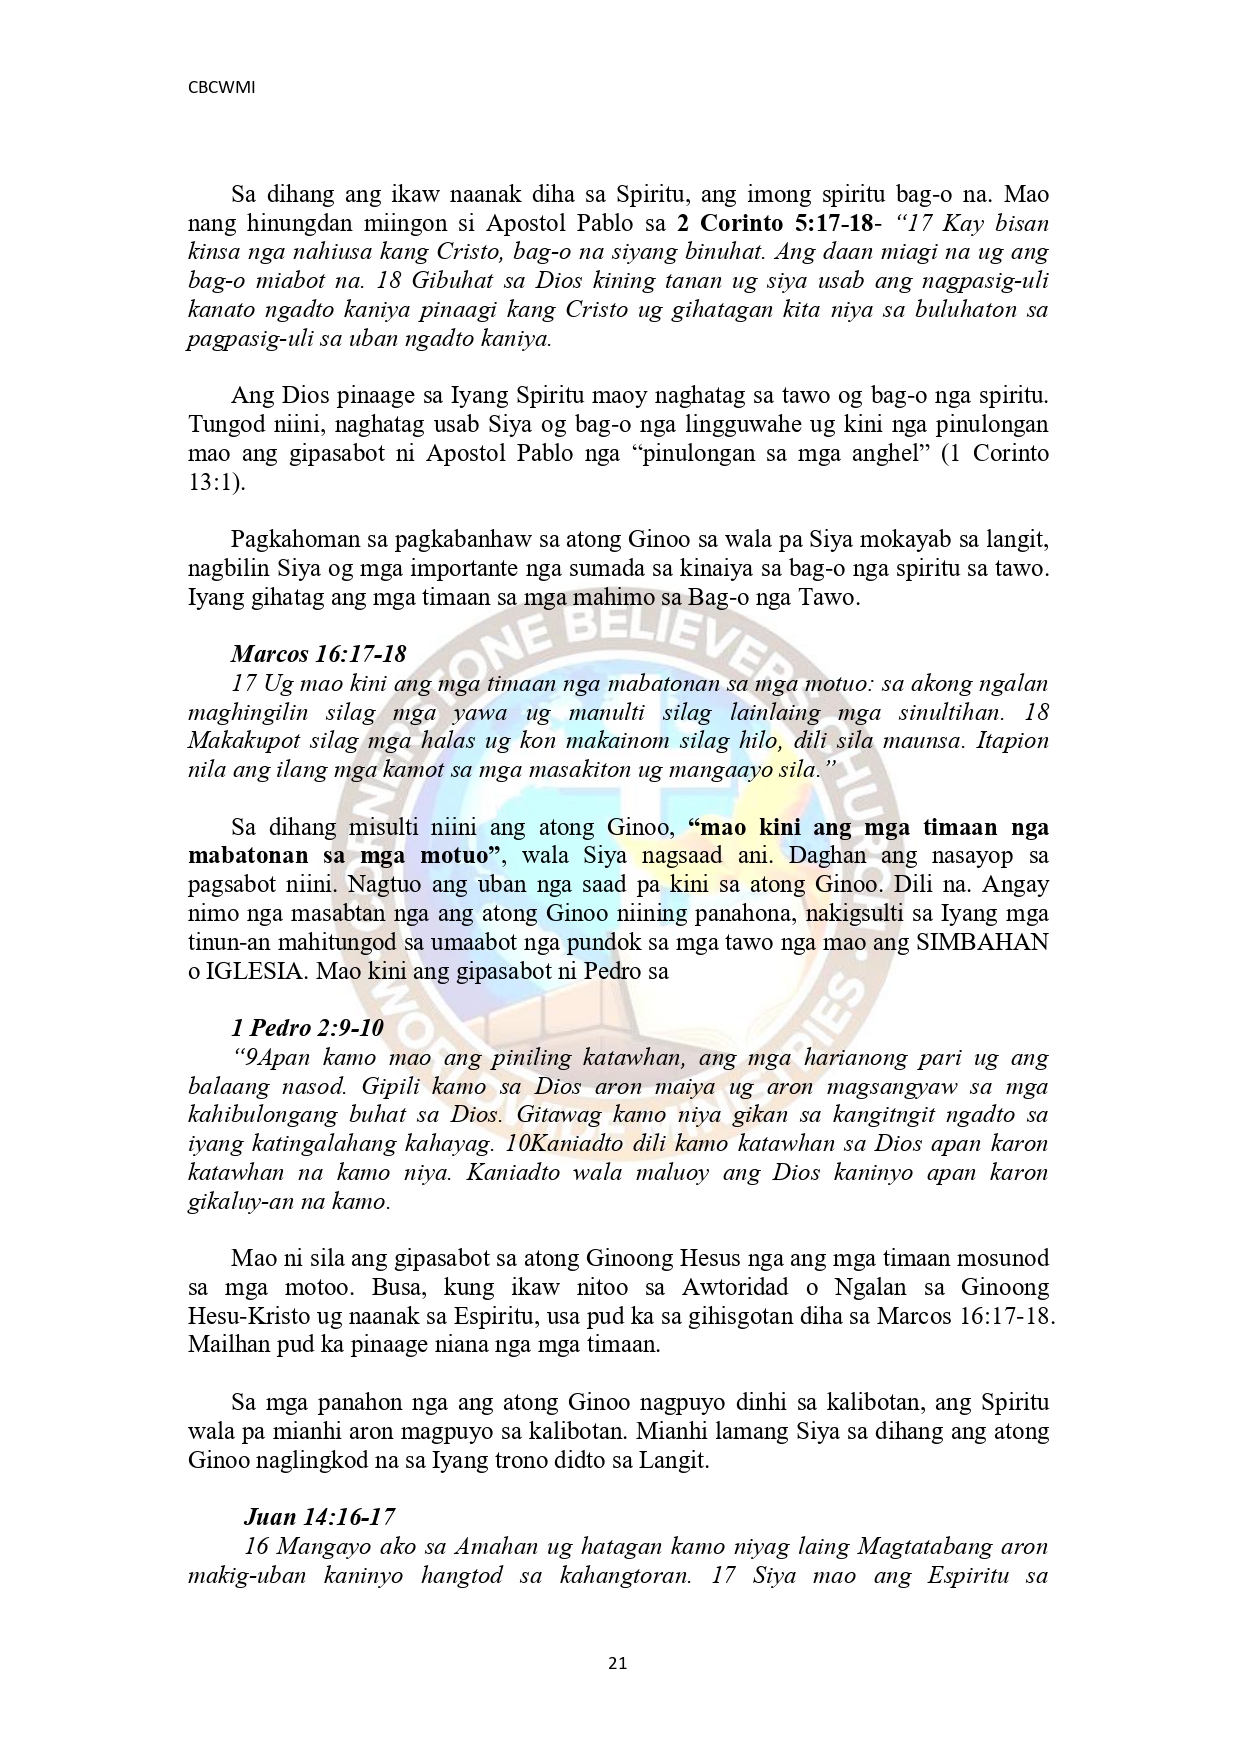 CBCWMI
Sa dihang ang ikaw naanak diha sa Spiritu, ang imong spiritu bag-o na. Mao
nang hinungdan miingon si Apostol Pablo sa 2 Corinto 5:17-18- “17 Kay bisan
kinsa nga nahiusa kang Cristo, bag-o na siyang binuhat. Ang daan miagi na ug ang
bag-o miabot na. 18 Gibuhat sa Dios kining tanan ug siya usab ang nagpasig-uli
kanato ngadto kaniya pinaagi kang Cristo ug gihatagan kita niya sa buluhaton sa
pagpasig-uli sa uban ngadto kaniya.
Ang Dios pinaage sa Iyang Spiritu maoy naghatag sa tawo og bag-o nga spiritu.
Tungod niini, naghatag usab Siya og bag-o nga lingguwahe ug kini nga pinulongan
mao ang gipasabot ni Apostol Pablo nga “pinulongan sa mga anghel” (1 Corinto
13:1).
Pagkahoman sa pagkabanhaw sa atong Ginoo sa wala pa Siya mokayab sa langit,
nagbilin Siya og mga importante nga sumada sa kinaiya sa bag-o nga spiritu sa tawo.
Iyang gihatag ang mga timaan sa mga mahimo sa Bag-o nga Tawo.
Marcos 16:17-18
17 Ug mao kini ang mga timaan nga mabatonan sa mga motuo: sa akong ngalan
maghingilin silag mga yawa ug manulti silag lainlaing mga sinultihan. 18
Makakupot silag mga halas ug kon makainom silag hilo, dili sila maunsa. Itapion
nila ang ilang mga kamot sa mga masakiton ug mangaayo sila.”
Sa dihang misulti niini ang atong Ginoo, “mao kini ang mga timaan nga
mabatonan sa mga motuo”, wala Siya nagsaad ani. Daghan ang nasayop sa
pagsabot niini. Nagtuo ang uban nga saad pa kini sa atong Ginoo. Dili na. Angay
nimo nga masabtan nga ang atong Ginoo niining panahona, nakigsulti sa Iyang mga
tinun-an mahitungod sa umaabot nga pundok sa mga tawo nga mao ang SIMBAHAN
o IGLESIA. Mao kini ang gipasabot ni Pedro sa
1 Pedro 2:9-10
“9Apan kamo mao ang piniling katawhan, ang mga harianong pari ug ang
balaang nasod. Gipili kamo sa Dios aron maiya ug aron magsangyaw sa mga
kahibulongang buhat sa Dios. Gitawag kamo niya gikan sa kangitngit ngadto sa
iyang katingalahang kahayag. 10Kaniadto dili kamo katawhan sa Dios apan karon
katawhan na kamo niya. Kaniadto wala maluoy ang Dios kaninyo apan karon
gikaluy-an na kamo.
Mao ni sila ang gipasabot sa atong Ginoong Hesus nga ang mga timaan mosunod
sa mga motoo. Busa, kung ikaw nitoo sa Awtoridad o Ngalan sa Ginoong
Hesu-Kristo ug naanak sa Espiritu, usa pud ka sa gihisgotan diha sa Marcos 16:17-18.
Mailhan pud ka pinaage niana nga mga timaan.
Sa mga panahon nga ang atong Ginoo nagpuyo dinhi sa kalibotan, ang Spiritu
wala pa mianhi aron magpuyo sa kalibotan. Mianhi lamang Siya sa dihang ang atong
Ginoo naglingkod na sa Iyang trono didto sa Langit.
Juan 14:16-17
16 Mangayo ako sa Amahan ug hatagan kamo niyag laing Magtatabang aron
makig-uban kaninyo hangtod sa kahangtoran. 17 Siya mao ang Espiritu sa
21
CORNERSTONE BELIEVERS CHURCH
WORLDWIDE MINISTRIES